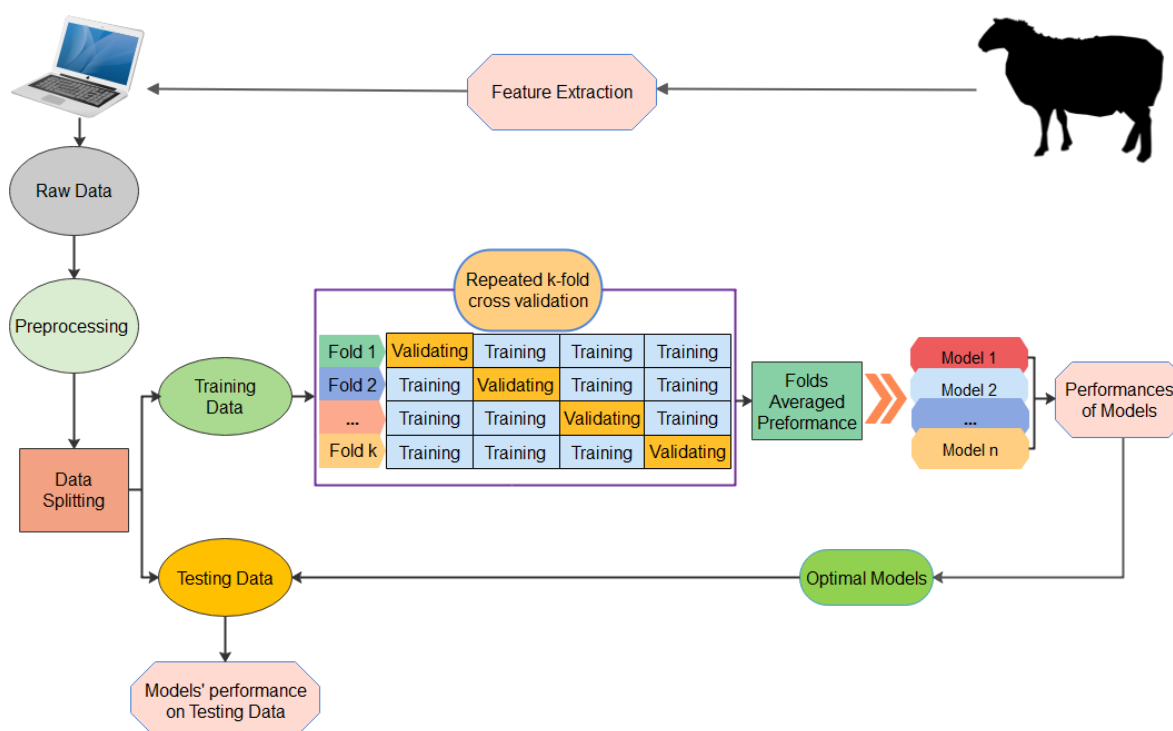 Feature Extraction
Raw Data
Preprocessing
Data
Splitting
Training
Data
Repeated k-fold
cross validation
Fold 1 Validating Training Training Training
Fold 2 Training Validating Training Training
... Training Training Validating Training
Fold k Training Training Training Validating
Folds
Averaged
Preformance
Model 1
Model 2
...
Model n
Performances
of Models
Optimal Models
Testing Data
Models' performance
on Testing Data